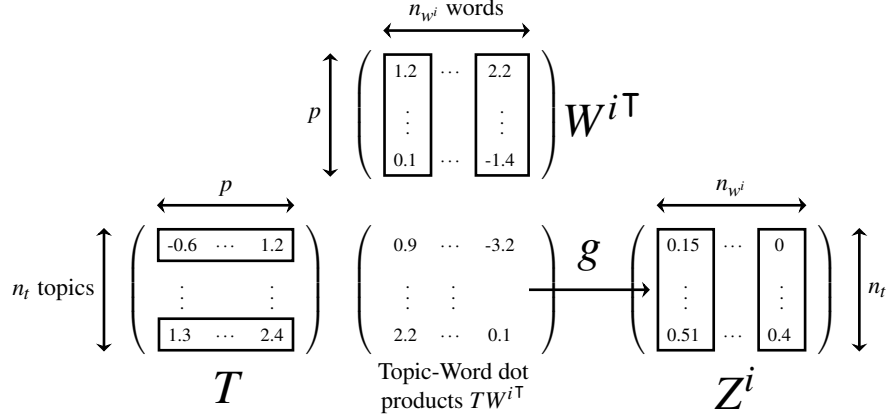 n_{w^i} words
p
1.2 ⋯ 2.2
⋮ ⋮
0.1 ⋯ -1.4
W^{i⊤}
p
n_{w^i}
n_t topics
-0.6 ⋯ 1.2
⋮ ⋮
1.3 ⋯ 2.4
T
0.9 ⋯ -3.2
⋮ ⋮
2.2 ⋯ 0.1
Topic-Word dot
products TW^{i⊤}
g
0.15 ⋯ 0
⋮ ⋮
0.51 ⋯ 0.4
n_t
Z^i